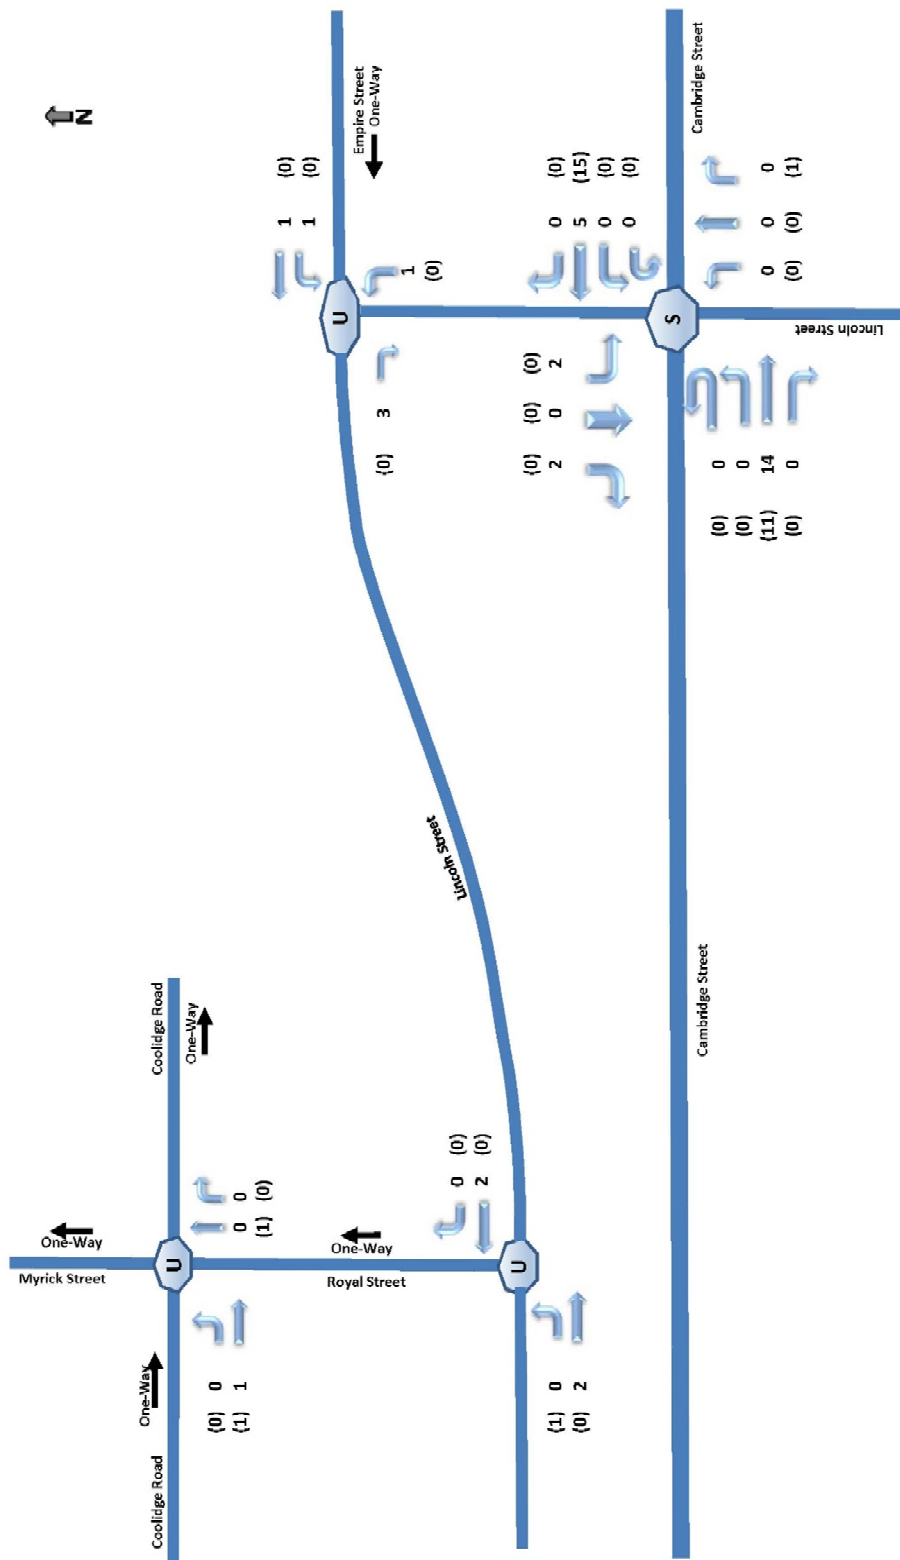 N
Empire Street
One-Way
1 (0)
1 (0)
U
1
(0)
3
(0)
Cambridge Street
0 (0)
5 (15)
0 (0)
0 (0)
0 0 0
(0) (0) (1)
S
Lincoln Street
(0) (0) (0)
2 0 2
(0) 0
(0) 0
(11) 14
(0) 0
Lincoln Street
Cambridge Street
Coolidge Road
One-Way
One-Way
Myrick Street
U
0 0
(1) (0)
One-Way
Royal Street
0 (0)
2 (0)
U
One-Way
Coolidge Road
(0) 0
(1) 1
(1) 0
(0) 2